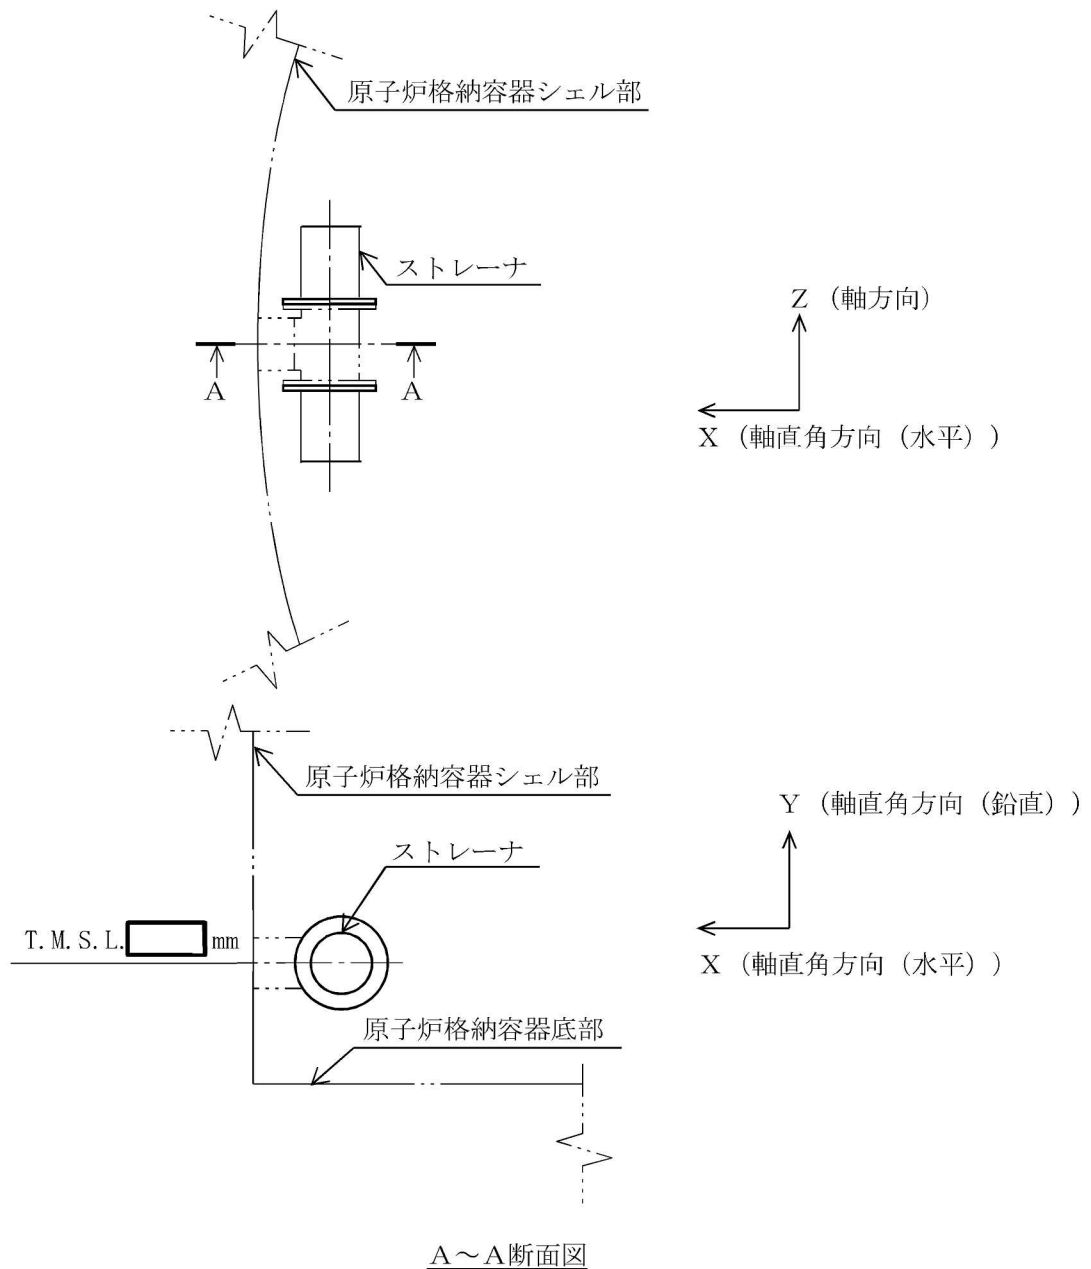 原子炉格納容器シェル部
ストレーナ
Z (軸方向)
A A
X (軸直角方向(水平))
原子炉格納容器シェル部
Y (軸直角方向(鉛直))
ストレーナ
T.M.S.L. mm
X (軸直角方向(水平))
原子炉格納容器底部
A~A断面図